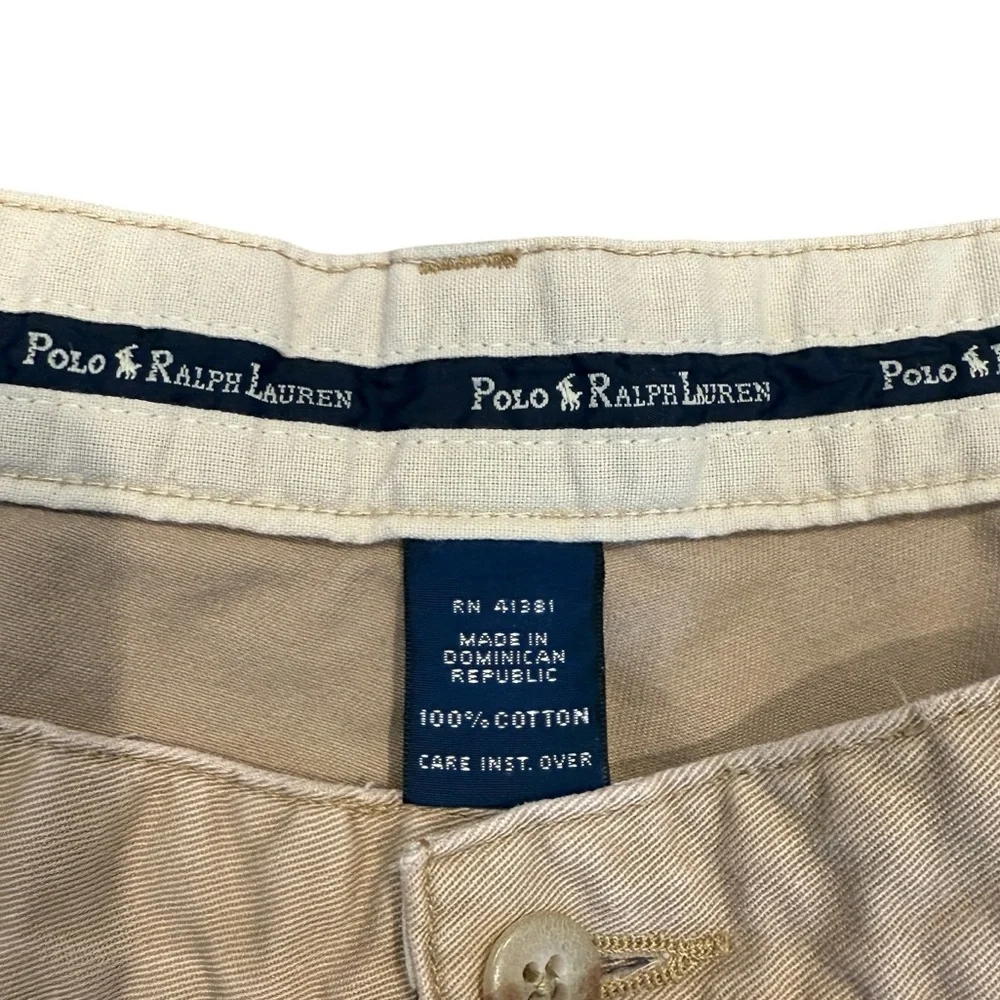 POLO RALPH LAUREN POLO RALPH LAUREN POLO
RN 41381
MADE IN
DOMINICAN
REPUBLIC
100% COTTON
CARE INST. OVER